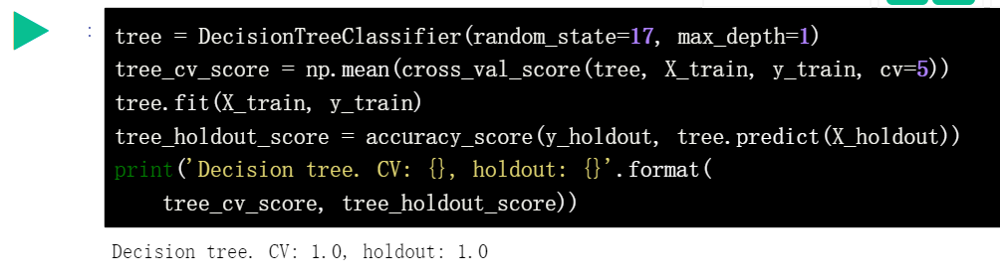 :
tree = DecisionTreeClassifier(random_state=17, max_depth=1)
tree_cv_score = np.mean(cross_val_score(tree, X_train, y_train, cv=5))
tree.fit(X_train, y_train)
tree_holdout_score = accuracy_score(y_holdout, tree.predict(X_holdout))
print('Decision tree. CV: {}, holdout: {}'.format(
    tree_cv_score, tree_holdout_score))
Decision tree. CV: 1.0, holdout: 1.0